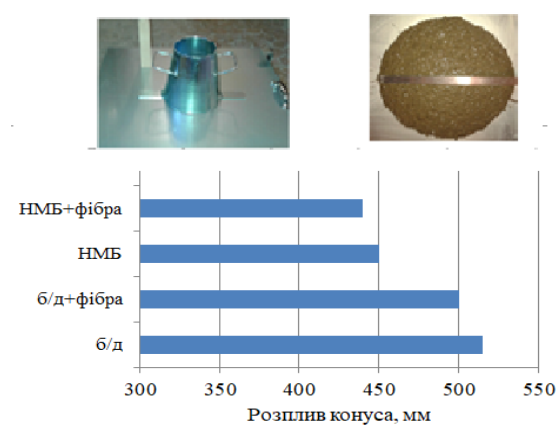 НМБ+фібра
НМБ
б/д+фібра
б/д
300 350 400 450 500 550
Розплив конуса, мм